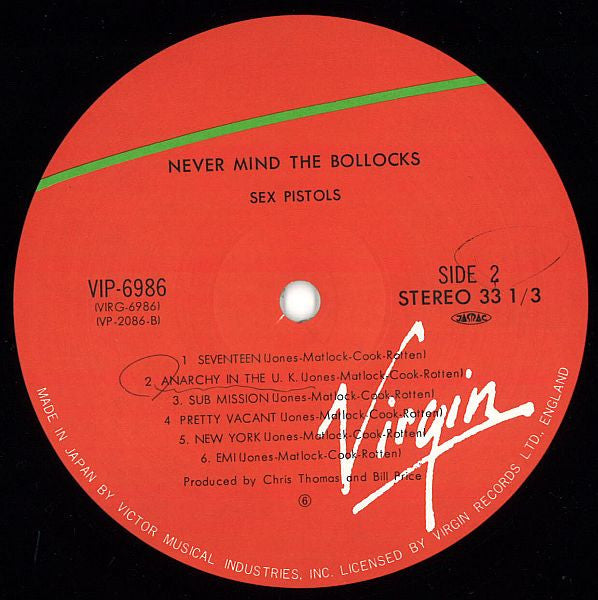 NEVER MIND THE BOLLOCKS
SEX PISTOLS
VIP-6986
(VIRG-6986)
(VP-2086-B)
SIDE 2
STEREO 33 1/3
JASRAC
1 SEVENTEEN (Jones-Matlock-Cook-Rotten)
2. ANARCHY IN THE U. K. (Jones-Matlock-Cook-Rotten)
3. SUB MISSION (Jones-Matlock-Cook-Rotten)
4 PRETTY VACANT (Jones-Matlock-Cook-Rotten)
5. NEW YORK (Jones-Matlock-Cook-Rotten)
6. EMI (Jones-Matlock-Cook-Rotten)
Produced by Chris Thomas and Bill Price
6
Virgin
MADE IN JAPAN BY VICTOR MUSICAL INDUSTRIES, INC. LICENSED BY VIRGIN RECORDS LTD., ENGLAND